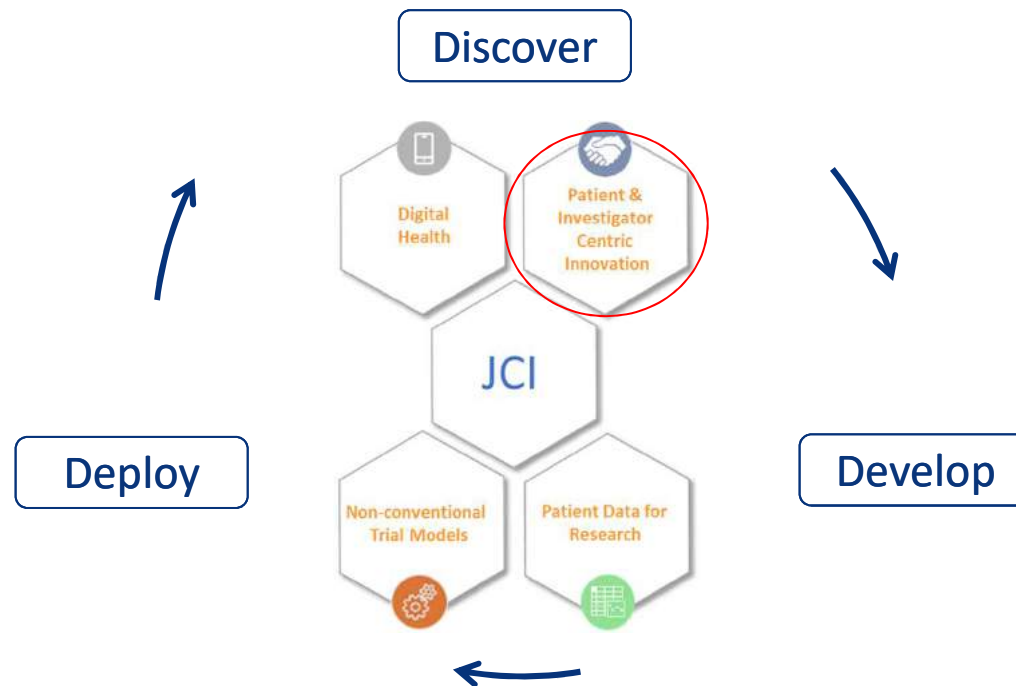 Discover
Digital
Health
Patient &
Investigator
Centric
Innovation
JCI
Deploy
Develop
Non-conventional
Trial Models
Patient Data for
Research